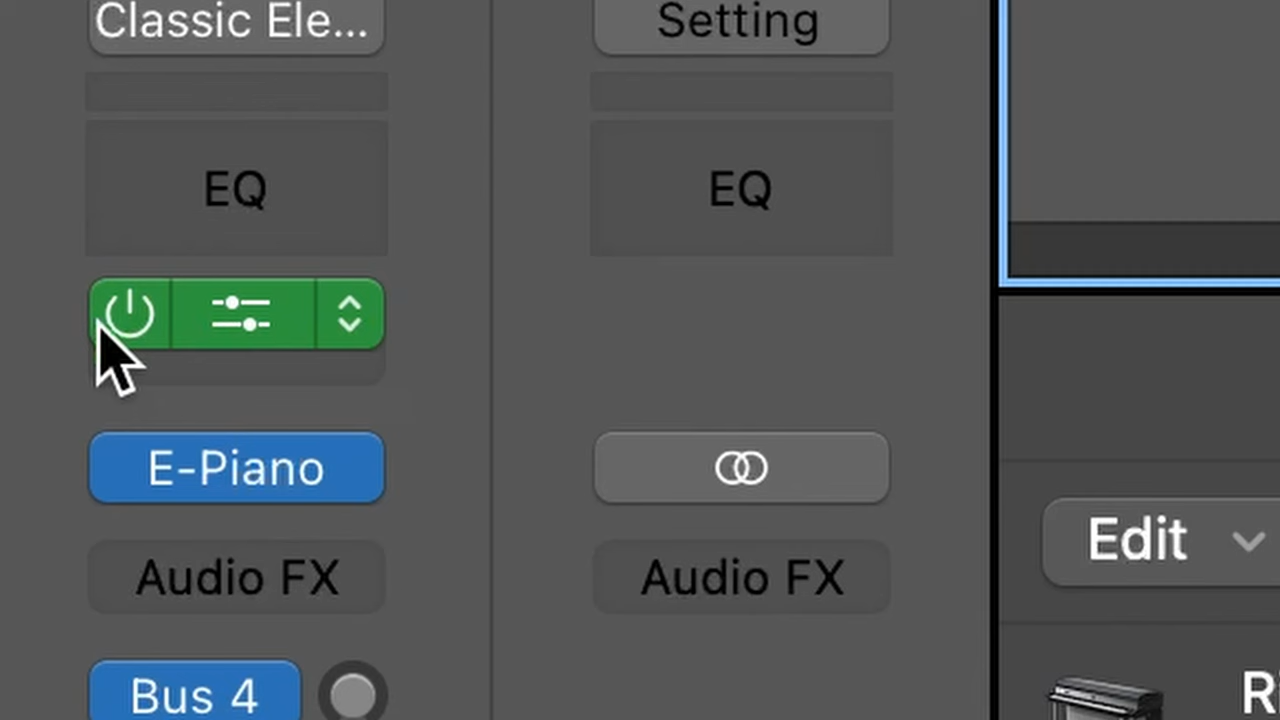 Classic Ele...
Setting
EQ
EQ
E-Piano
Audio FX
Audio FX
Edit
Bus 4